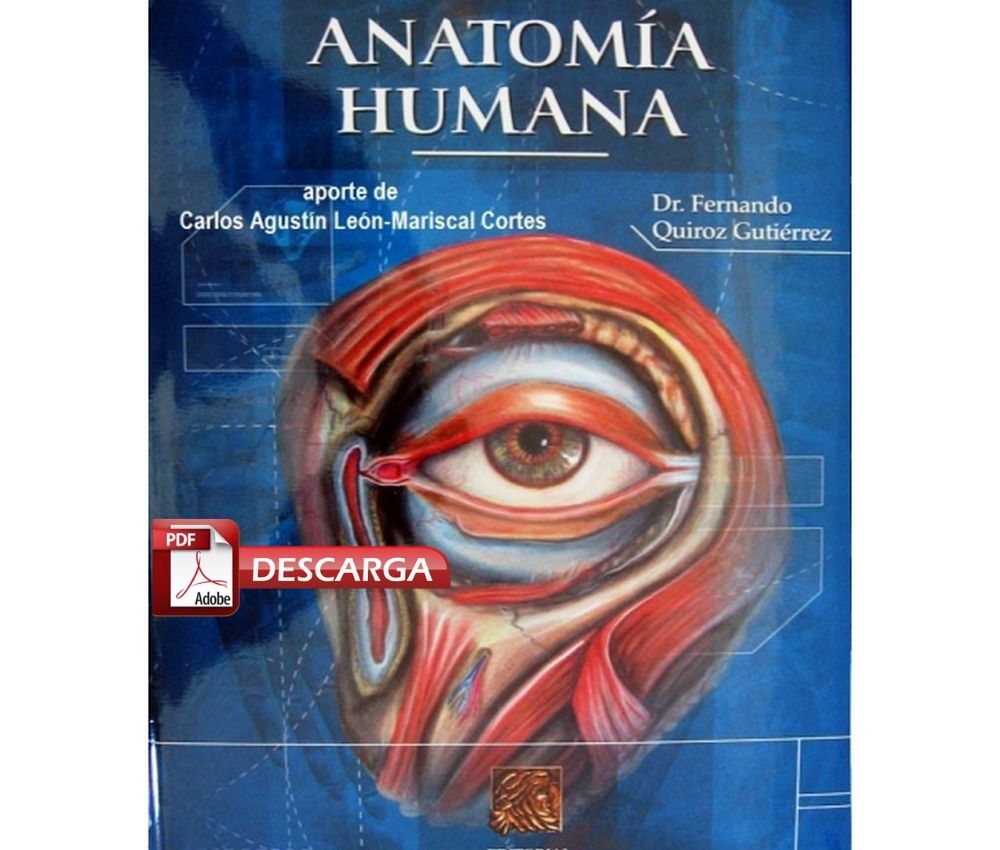 ANATOMÍA
HUMANA
aporte de
Carlos Agustín León-Mariscal Cortes
Dr. Fernando
Quiroz Gutiérrez
PDF
Adobe
DESCARGA